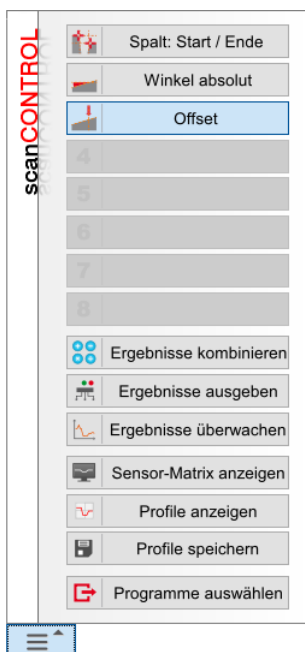 scanCONTROL
Spalt: Start / Ende
Winkel absolut
Offset
4
5
6
7
8
Ergebnisse kombinieren
Ergebnisse ausgeben
Ergebnisse überwachen
Sensor-Matrix anzeigen
Profile anzeigen
Profile speichern
Programme auswählen